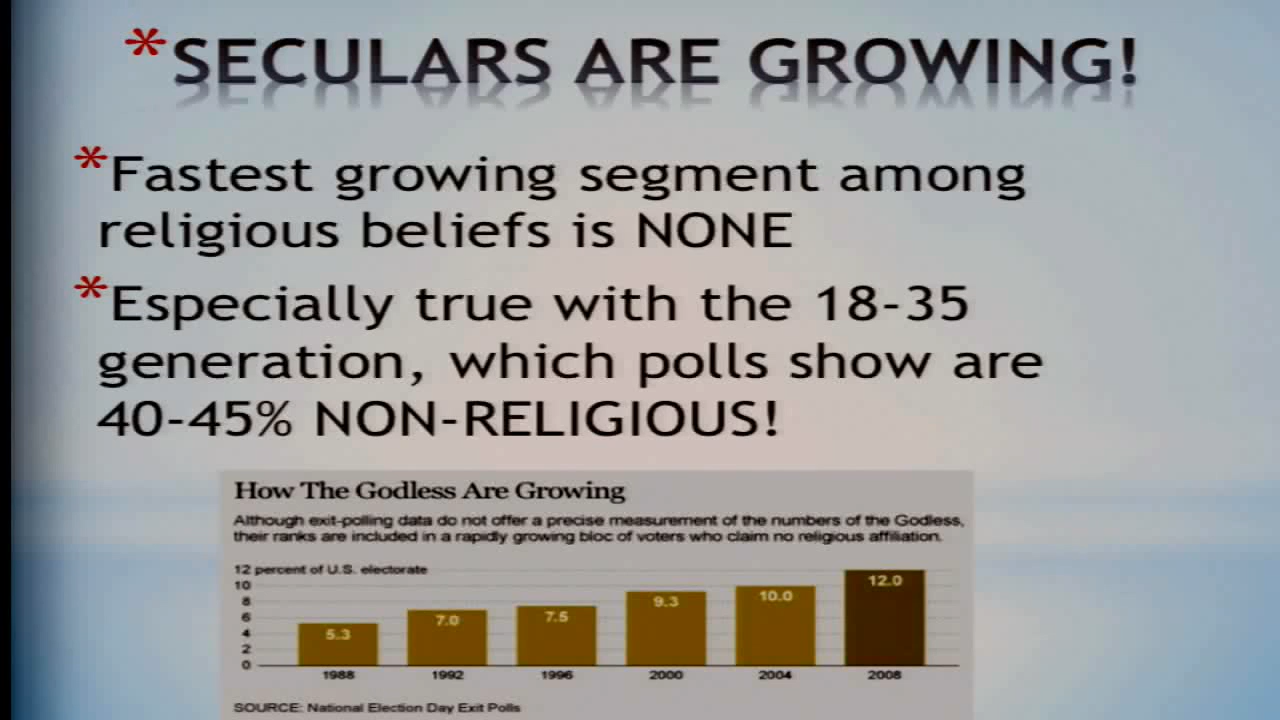 *SECULARS ARE GROWING!
*Fastest growing segment among
religious beliefs is NONE
*Especially true with the 18-35
generation, which polls show are
40-45% NON-RELIGIOUS!
How The Godless Are Growing
Although exit-polling data do not offer a precise measurement of the numbers of the Godless,
their ranks are included in a rapidly growing bloc of voters who claim no religious affiliation.
12 percent of U.S. electorate
10
8
6
4
2
0
5.3
7.0
7.5
9.3
10.0
12.0
1988
1992
1996
2000
2004
2008
SOURCE: National Election Day Exit Polls